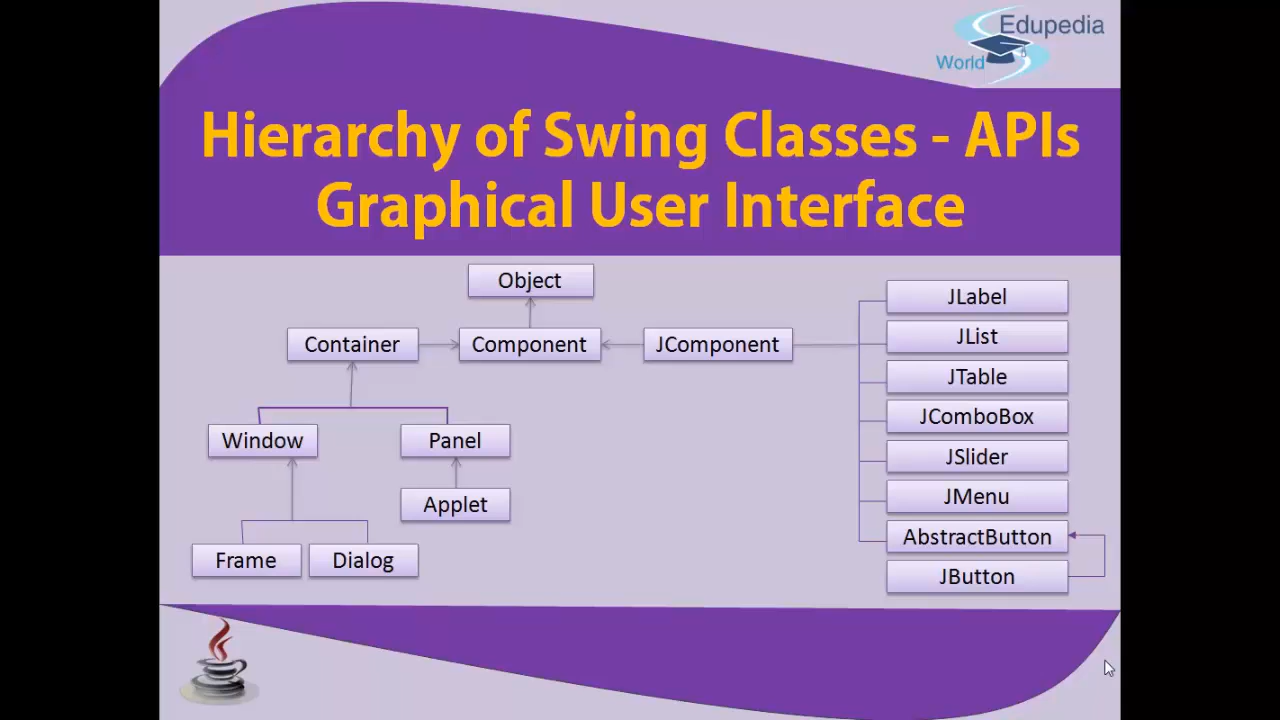 Edupedia
World
Hierarchy of Swing Classes - APIs
Graphical User Interface
Object
Container
Component
JComponent
Window
Panel
Applet
Frame
Dialog
JLabel
JList
JTable
JComboBox
JSlider
JMenu
AbstractButton
JButton